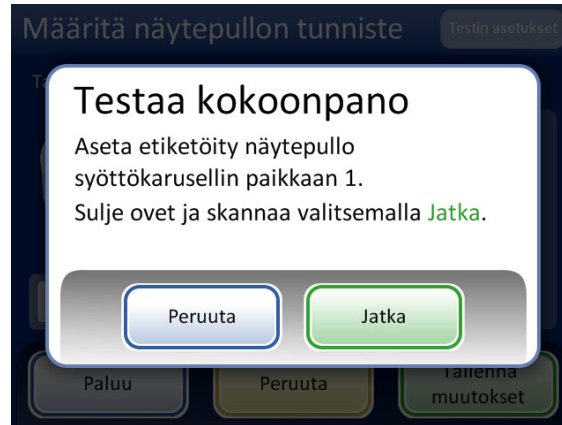 Määritä näytepullon tunniste
Testin asetukset
Testaa kokoonpano
Aseta etiketöity näytepullo
syöttökarusellin paikkaan 1.
Sulje ovet ja skannaa valitsemalla Jatka.
Peruuta
Jatka
Paluu
Peruuta
Tallenna
muutokset